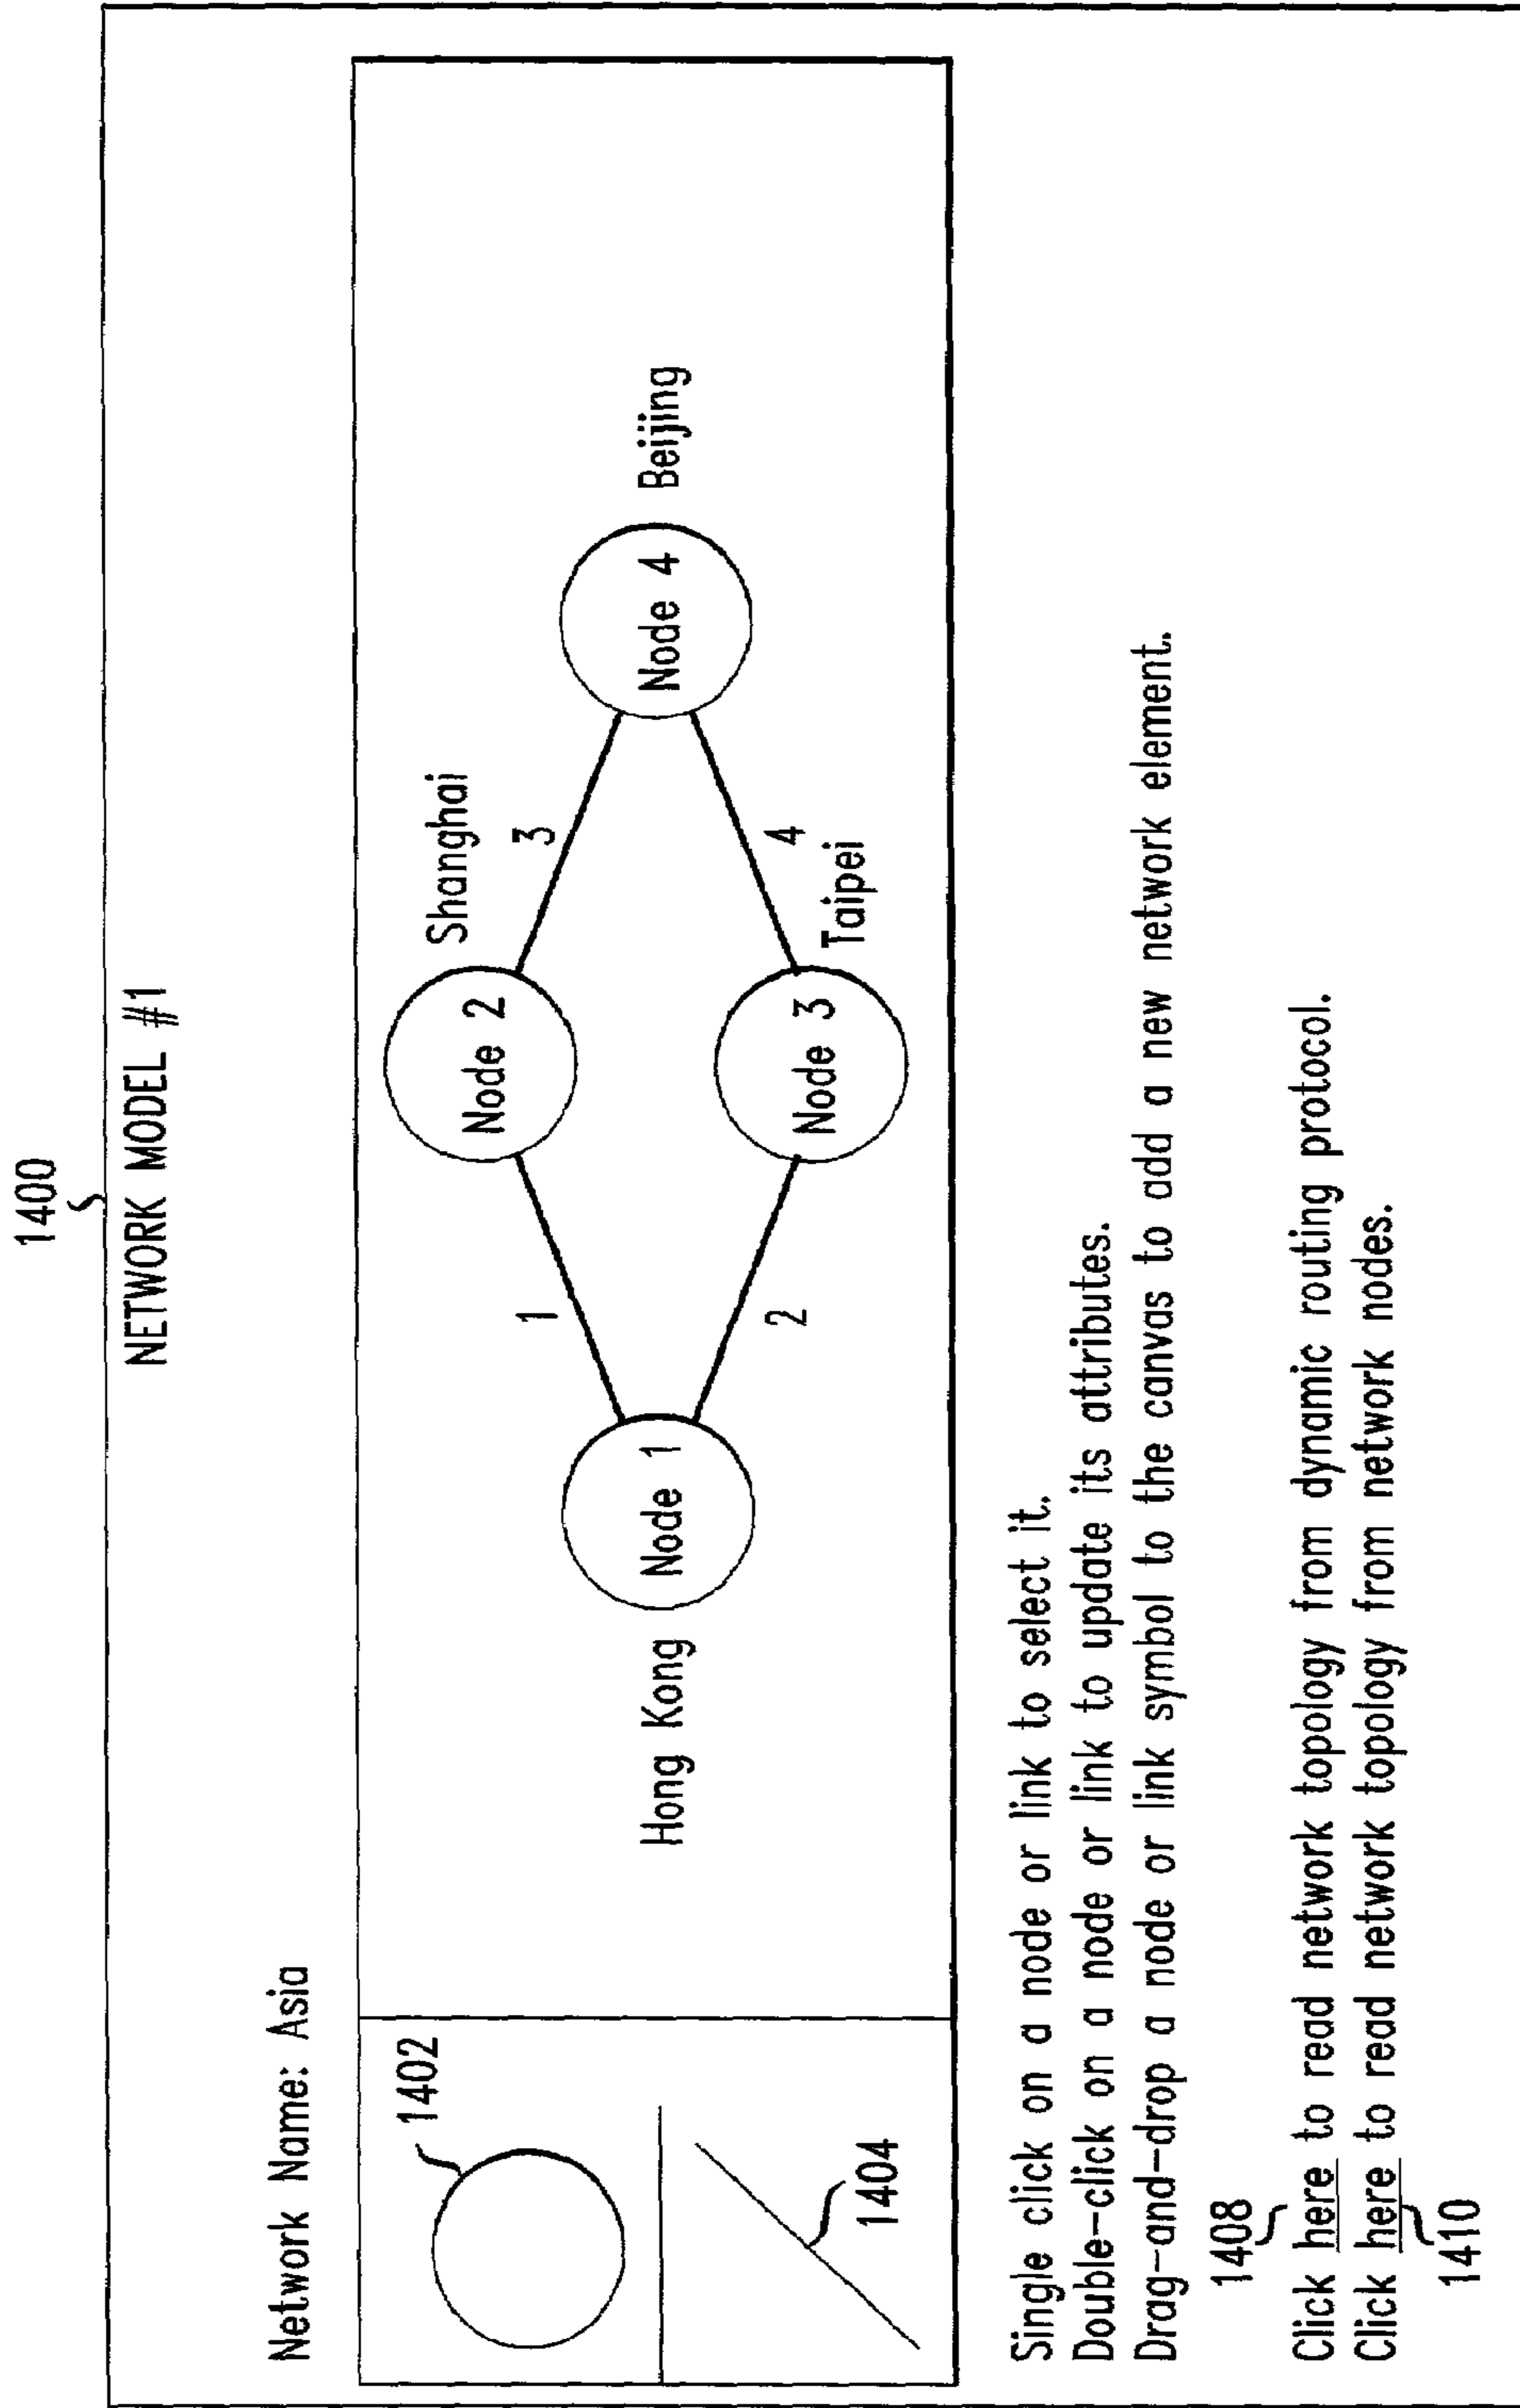 1400
NETWORK MODEL #1
Network Name: Asia
1402
1404
Shanghai
Node 2
1
3
Hong Kong
Node 1
Node 4
Beijing
2
4
Node 3
Taipei
Single click on a node or link to select it.
Double-click on a node or link to update its attributes.
Drag-and-drop a node or link symbol to the canvas to add a new network element.
1408
Click here to read network topology from dynamic routing protocol.
Click here to read network topology from network nodes.
1410